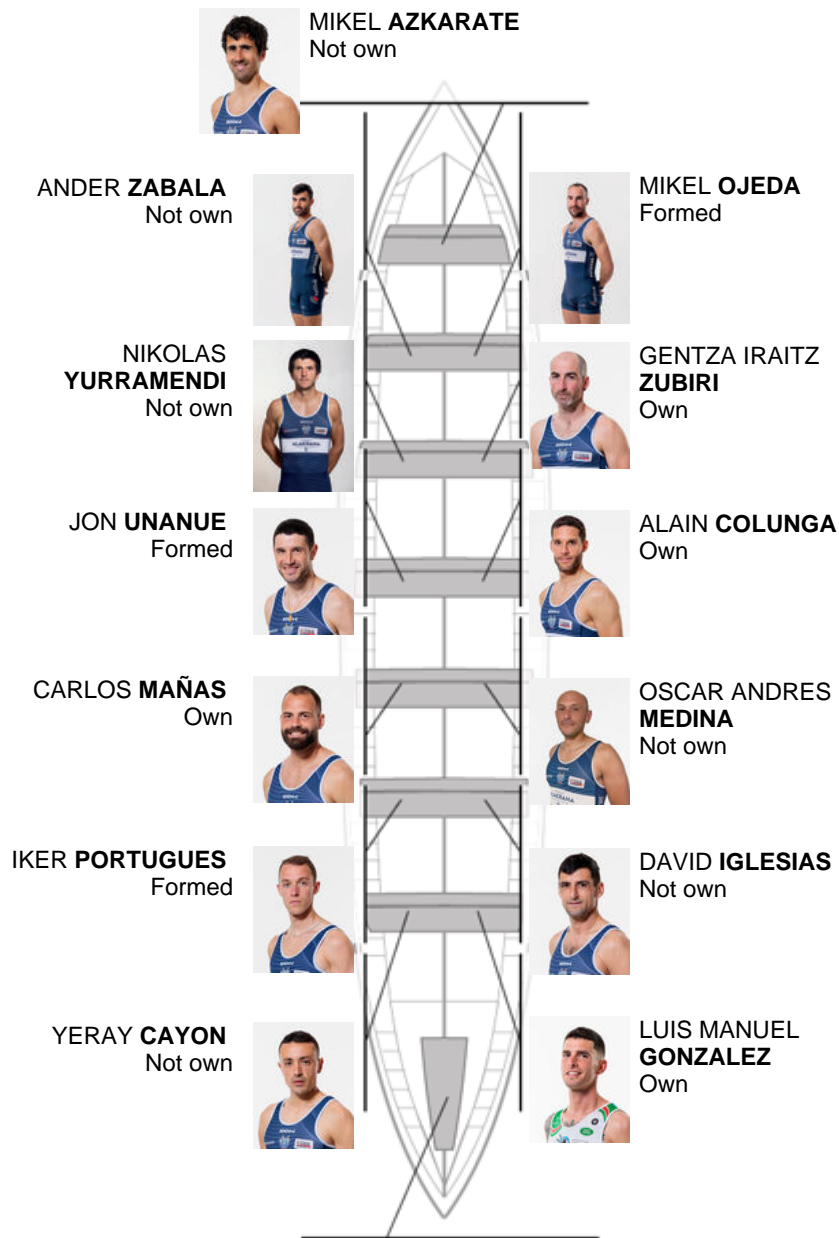 MIKEL AZKARATE
Not own
ANDER ZABALA
Not own
MIKEL OJEDA
Formed
NIKOLAS
YURRAMENDI
Not own
GENTZA IRAITZ
ZUBIRI
Own
JON UNANUE
Formed
ALAIN COLUNGA
Own
CARLOS MAÑAS
Own
OSCAR ANDRES
MEDINA
Not own
IKER PORTUGUES
Formed
DAVID IGLESIAS
Not own
YERAY CAYON
Not own
LUIS MANUEL
GONZALEZ
Own